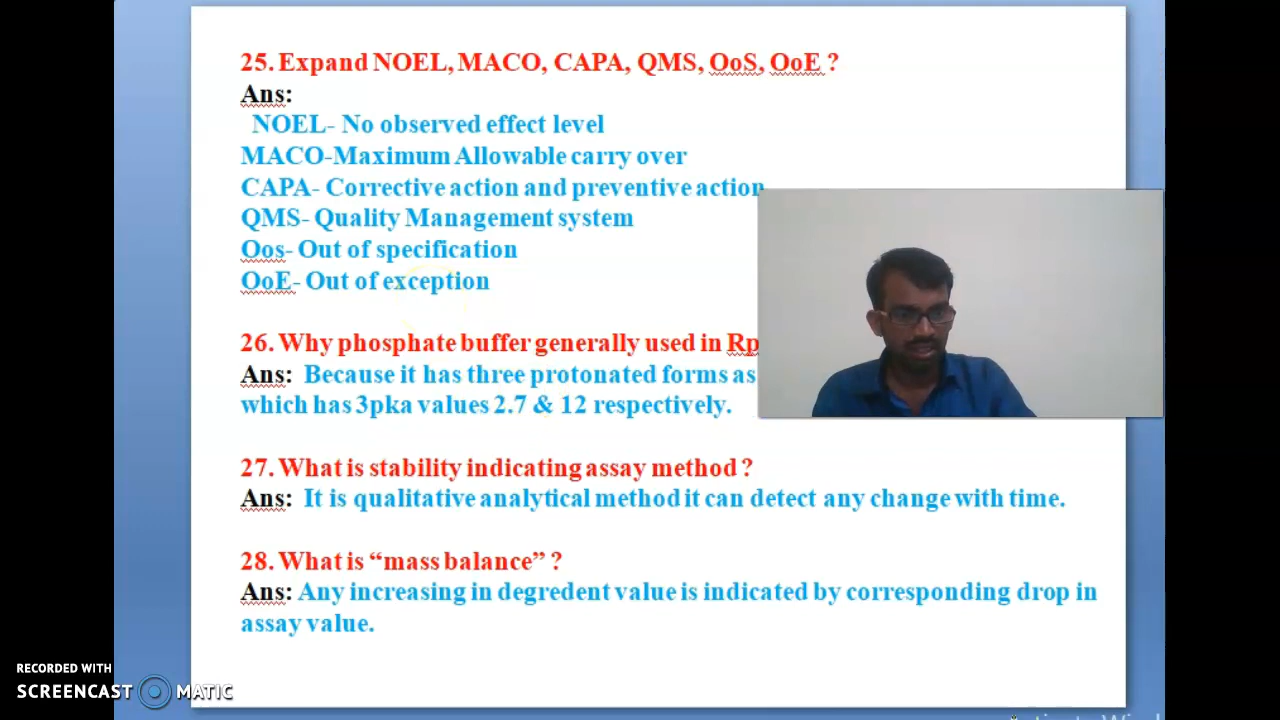 25. Expand NOEL, MACO, CAPA, QMS, OoS, OoE ?
Ans:
NOEL- No observed effect level
MACO-Maximum Allowable carry over
CAPA- Corrective action and preventive action
QMS- Quality Management system
Oos- Out of specification
OoE- Out of exception
26. Why phosphate buffer generally used in Rp
Ans: Because it has three protonated forms as
which has 3pka values 2.7 & 12 respectively.
27. What is stability indicating assay method ?
Ans: It is qualitative analytical method it can detect any change with time.
28. What is “mass balance” ?
Ans: Any increasing in degredent value is indicated by corresponding drop in
assay value.
RECORDED WITH
SCREENCAST MATIC